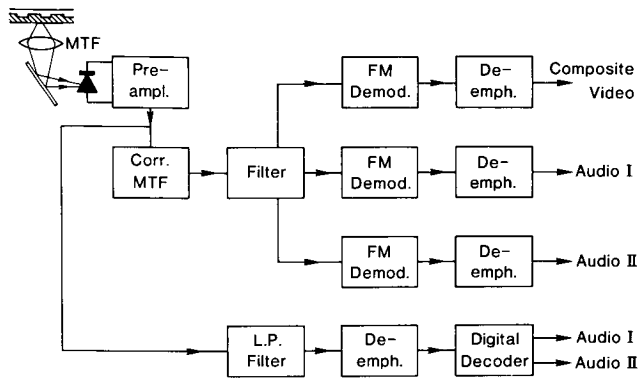 MTF
Pre-
ampl.
FM
Demod.
De-
emph.
Composite
Video
Corr.
MTF
Filter
FM
Demod.
De-
emph.
Audio I
FM
Demod.
De-
emph.
Audio II
L.P.
Filter
De-
emph.
Digital
Decoder
Audio I
Audio II